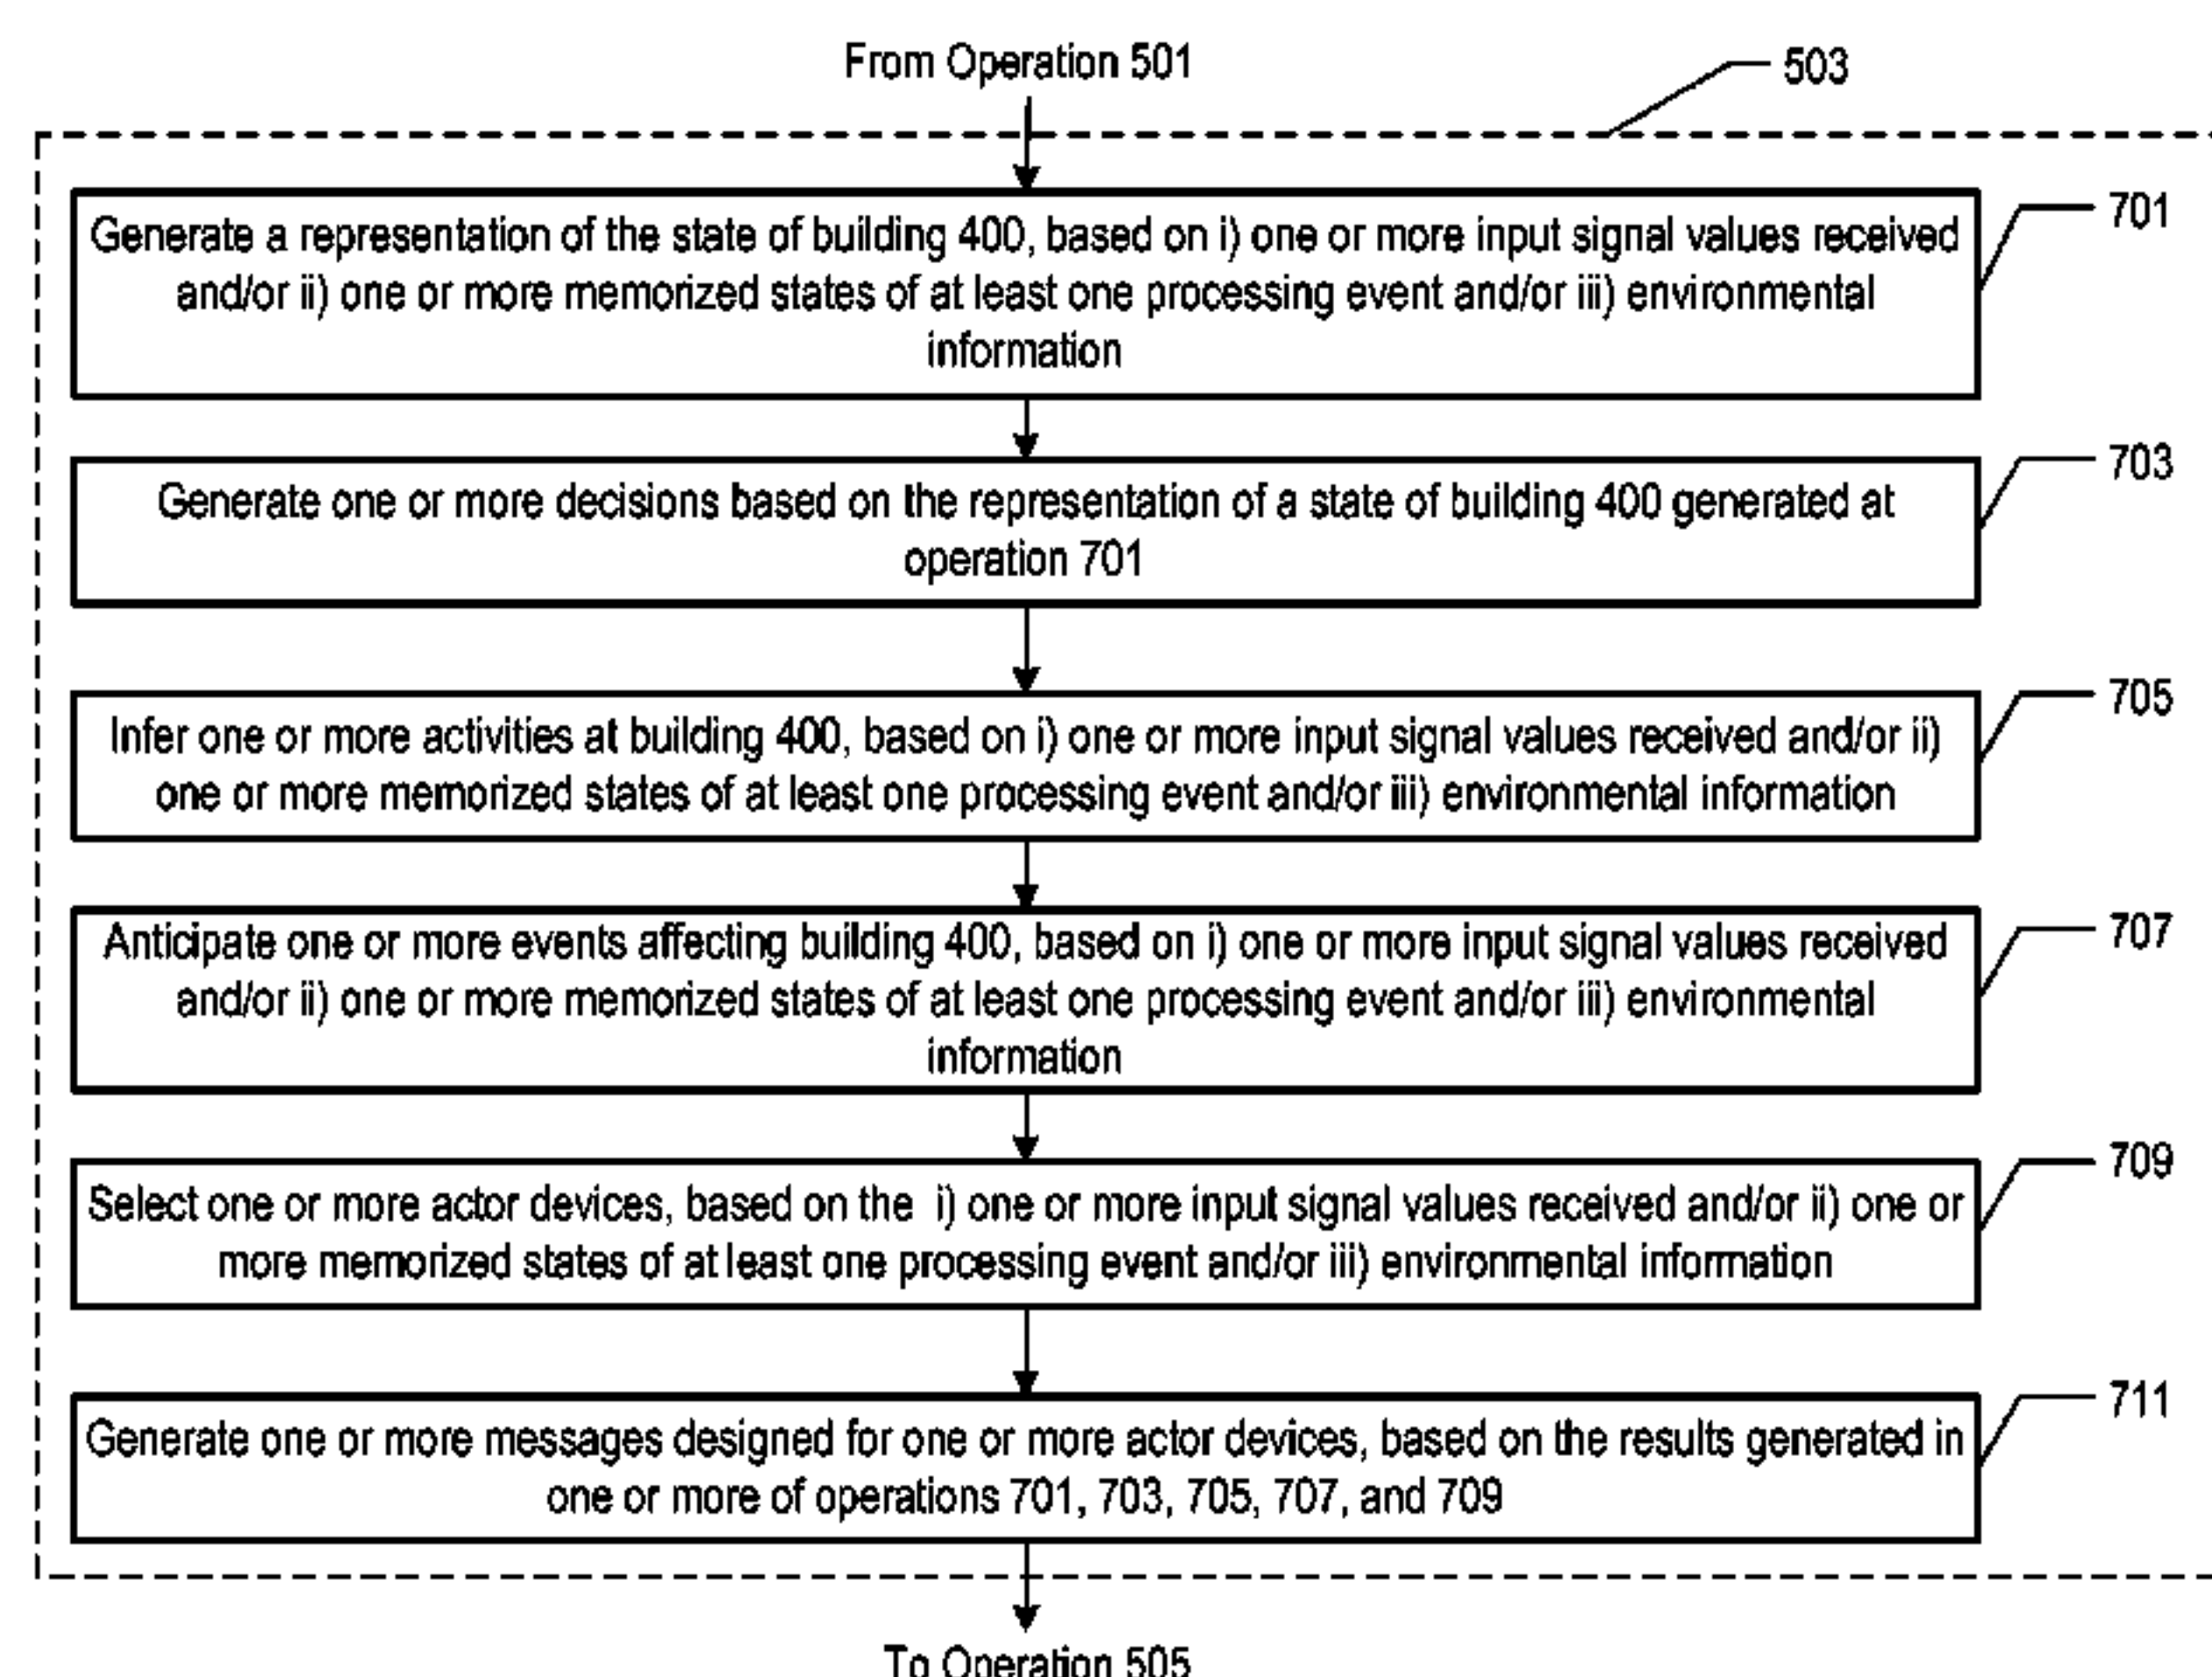 From Operation 501
503
Generate a representation of the state of building 400, based on i) one or more input signal values received
and/or ii) one or more memorized states of at least one processing event and/or iii) environmental
information
701
Generate one or more decisions based on the representation of a state of building 400 generated at
operation 701
703
Infer one or more activities at building 400, based on i) one or more input signal values received and/or ii)
one or more memorized states of at least one processing event and/or iii) environmental information
705
Anticipate one or more events affecting building 400, based on i) one or more input signal values received
and/or ii) one or more memorized states of at least one processing event and/or iii) environmental
information
707
Select one or more actor devices, based on the i) one or more input signal values received and/or ii) one or
more memorized states of at least one processing event and/or iii) environmental information
709
Generate one or more messages designed for one or more actor devices, based on the results generated in
one or more of operations 701, 703, 705, 707, and 709
711
To Operation 505